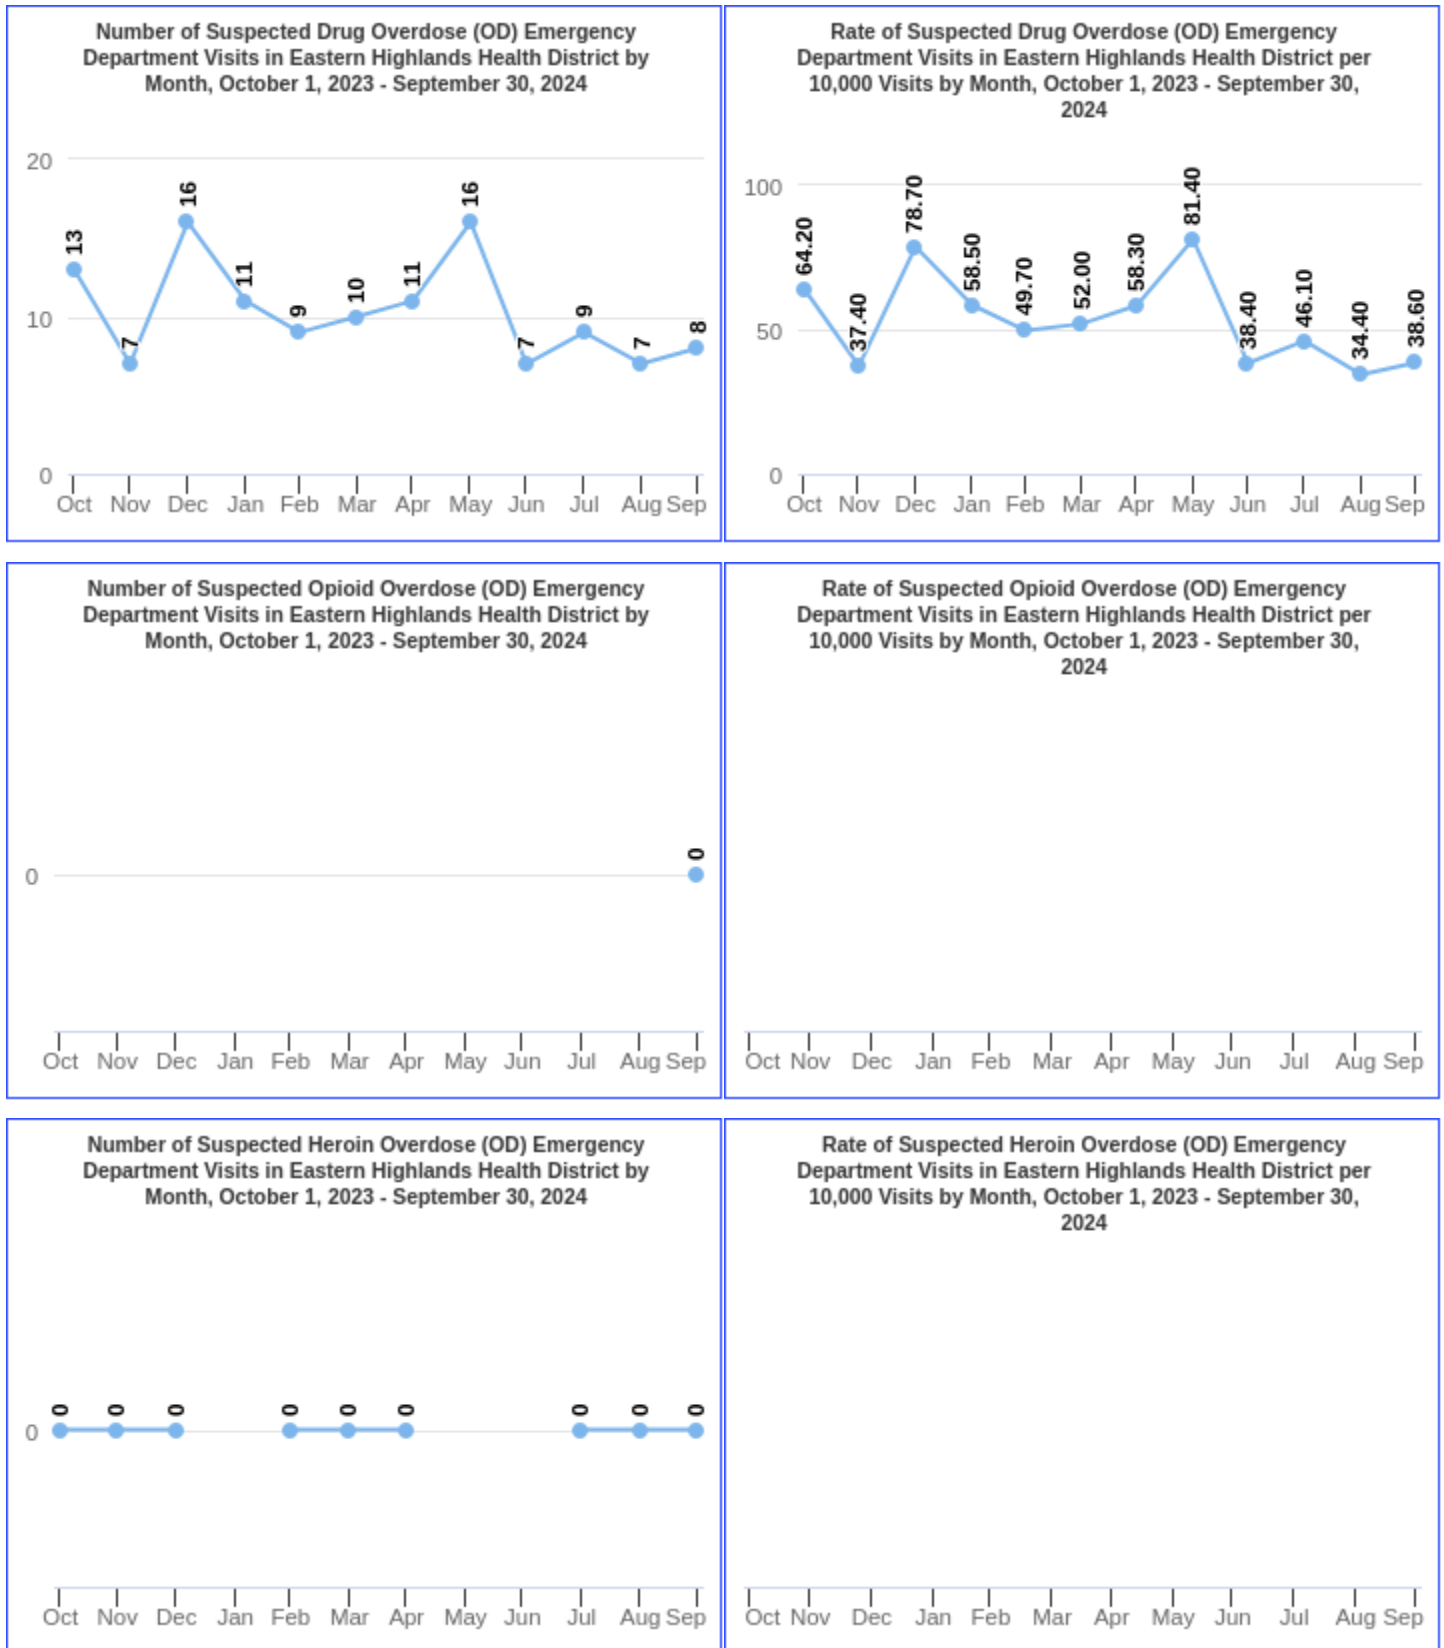 Number of Suspected Drug Overdose (OD) Emergency
Department Visits in Eastern Highlands Health District by
Month, October 1, 2023 - September 30, 2024
20
10
0
13
7
16
11
9
10
11
16
7
9
7
8
Oct Nov Dec Jan Feb Mar Apr May Jun Jul Aug Sep
Rate of Suspected Drug Overdose (OD) Emergency
Department Visits in Eastern Highlands Health District per
10,000 Visits by Month, October 1, 2023 - September 30,
2024
100
50
0
64.20
37.40
78.70
58.50
49.70
52.00
58.30
81.40
38.40
46.10
34.40
38.60
Oct Nov Dec Jan Feb Mar Apr May Jun Jul Aug Sep
Number of Suspected Opioid Overdose (OD) Emergency
Department Visits in Eastern Highlands Health District by
Month, October 1, 2023 - September 30, 2024
0
0
Oct Nov Dec Jan Feb Mar Apr May Jun Jul Aug Sep
Rate of Suspected Opioid Overdose (OD) Emergency
Department Visits in Eastern Highlands Health District per
10,000 Visits by Month, October 1, 2023 - September 30,
2024
Oct Nov Dec Jan Feb Mar Apr May Jun Jul Aug Sep
Number of Suspected Heroin Overdose (OD) Emergency
Department Visits in Eastern Highlands Health District by
Month, October 1, 2023 - September 30, 2024
0
0
0
0
0
0
0
0
0
0
Oct Nov Dec Jan Feb Mar Apr May Jun Jul Aug Sep
Rate of Suspected Heroin Overdose (OD) Emergency
Department Visits in Eastern Highlands Health District per
10,000 Visits by Month, October 1, 2023 - September 30,
2024
Oct Nov Dec Jan Feb Mar Apr May Jun Jul Aug Sep